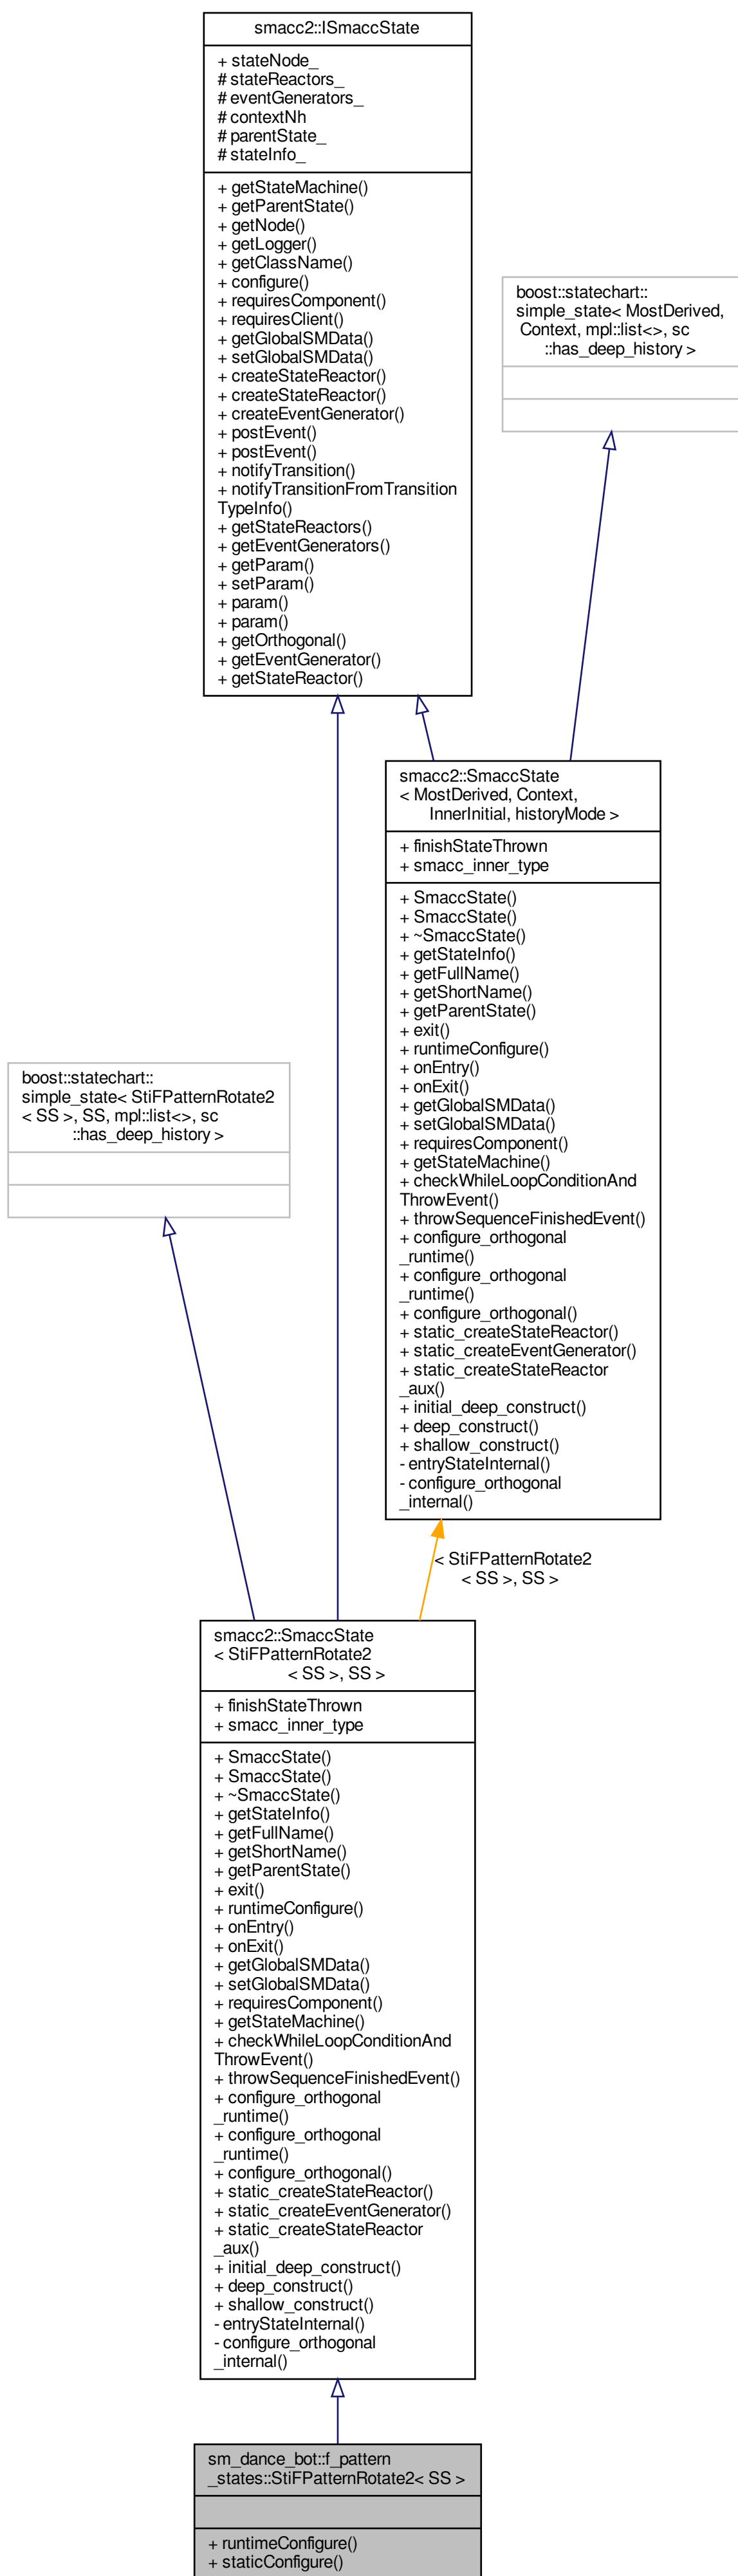 smacc2::ISmaccState
+ stateNode_
# stateReactors_
# eventGenerators_
# contextNh
# parentState_
# stateInfo_
+ getStateMachine()
+ getParentState()
+ getNode()
+ getLogger()
+ getClassName()
+ configure()
+ requiresComponent()
+ requiresClient()
+ getGlobalSMData()
+ setGlobalSMData()
+ createStateReactor()
+ createStateReactor()
+ createEventGenerator()
+ postEvent()
+ postEvent()
+ notifyTransition()
+ notifyTransitionFromTransition
TypeInfo()
+ getStateReactors()
+ getEventGenerators()
+ getParam()
+ setParam()
+ param()
+ param()
+ getOrthogonal()
+ getEventGenerator()
+ getStateReactor()
boost::statechart::
simple_state< MostDerived,
Context, mpl::list<>, sc
::has_deep_history >
smacc2::SmaccState
< MostDerived, Context,
InnerInitial, historyMode >
+ finishStateThrown
+ smacc_inner_type
+ SmaccState()
+ SmaccState()
+ ~SmaccState()
+ getStateInfo()
+ getFullName()
+ getShortName()
+ getParentState()
+ exit()
+ runtimeConfigure()
+ onEntry()
+ onExit()
+ getGlobalSMData()
+ setGlobalSMData()
+ requiresComponent()
+ getStateMachine()
+ checkWhileLoopConditionAnd
ThrowEvent()
+ throwSequenceFinishedEvent()
+ configure_orthogonal
_runtime()
+ configure_orthogonal
_runtime()
+ configure_orthogonal()
+ static_createStateReactor()
+ static_createEventGenerator()
+ static_createStateReactor
_aux()
+ initial_deep_construct()
+ deep_construct()
+ shallow_construct()
- entryStateInternal()
- configure_orthogonal
_internal()
boost::statechart::
simple_state< StiFPatternRotate2
< SS >, SS, mpl::list<>, sc
::has_deep_history >
< StiFPatternRotate2
< SS >, SS >
smacc2::SmaccState
< StiFPatternRotate2
< SS >, SS >
+ finishStateThrown
+ smacc_inner_type
+ SmaccState()
+ SmaccState()
+ ~SmaccState()
+ getStateInfo()
+ getFullName()
+ getShortName()
+ getParentState()
+ exit()
+ runtimeConfigure()
+ onEntry()
+ onExit()
+ getGlobalSMData()
+ setGlobalSMData()
+ requiresComponent()
+ getStateMachine()
+ checkWhileLoopConditionAnd
ThrowEvent()
+ throwSequenceFinishedEvent()
+ configure_orthogonal
_runtime()
+ configure_orthogonal
_runtime()
+ configure_orthogonal()
+ static_createStateReactor()
+ static_createEventGenerator()
+ static_createStateReactor
_aux()
+ initial_deep_construct()
+ deep_construct()
+ shallow_construct()
- entryStateInternal()
- configure_orthogonal
_internal()
sm_dance_bot::f_pattern
_states::StiFPatternRotate2< SS >
+ runtimeConfigure()
+ staticConfigure()